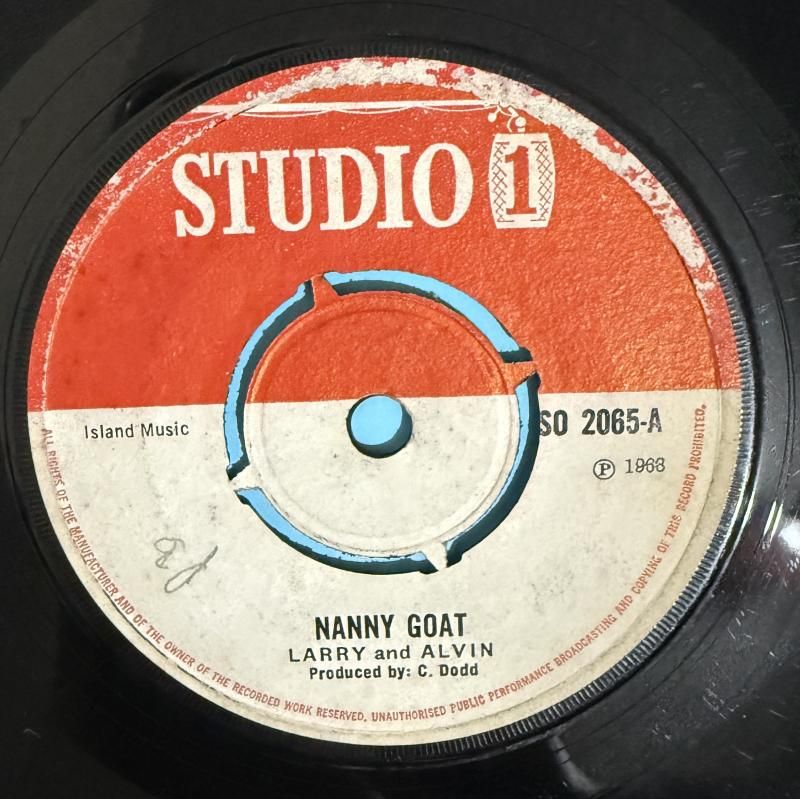 STUDIO 1
Island Music
SO 2065-A
Ⓟ 1968
NANNY GOAT
LARRY and ALVIN
Produced by: C. Dodd
ALL RIGHTS OF THE MANUFACTURER AND OF THE OWNER OF THE RECORDED WORK RESERVED. UNAUTHORISED PUBLIC PERFORMANCE BROADCASTING AND COPYING OF THIS RECORD PROHIBITED.